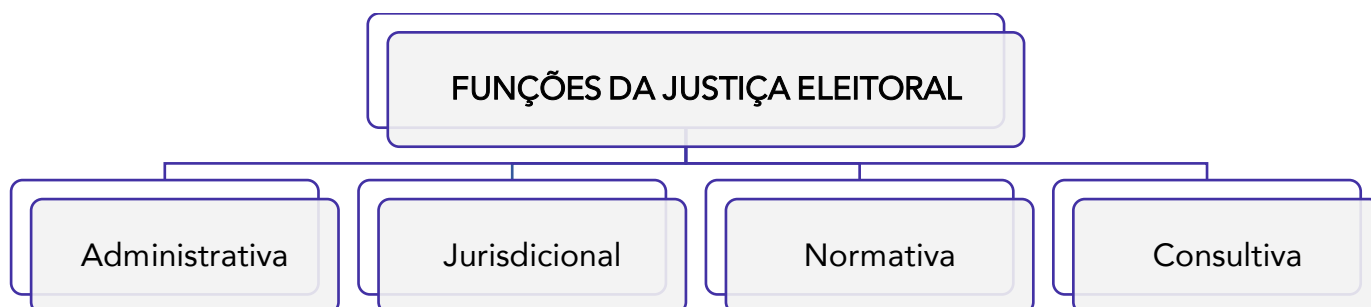 FUNÇÕES DA JUSTIÇA ELEITORAL
Administrativa
Jurisdicional
Normativa
Consultiva